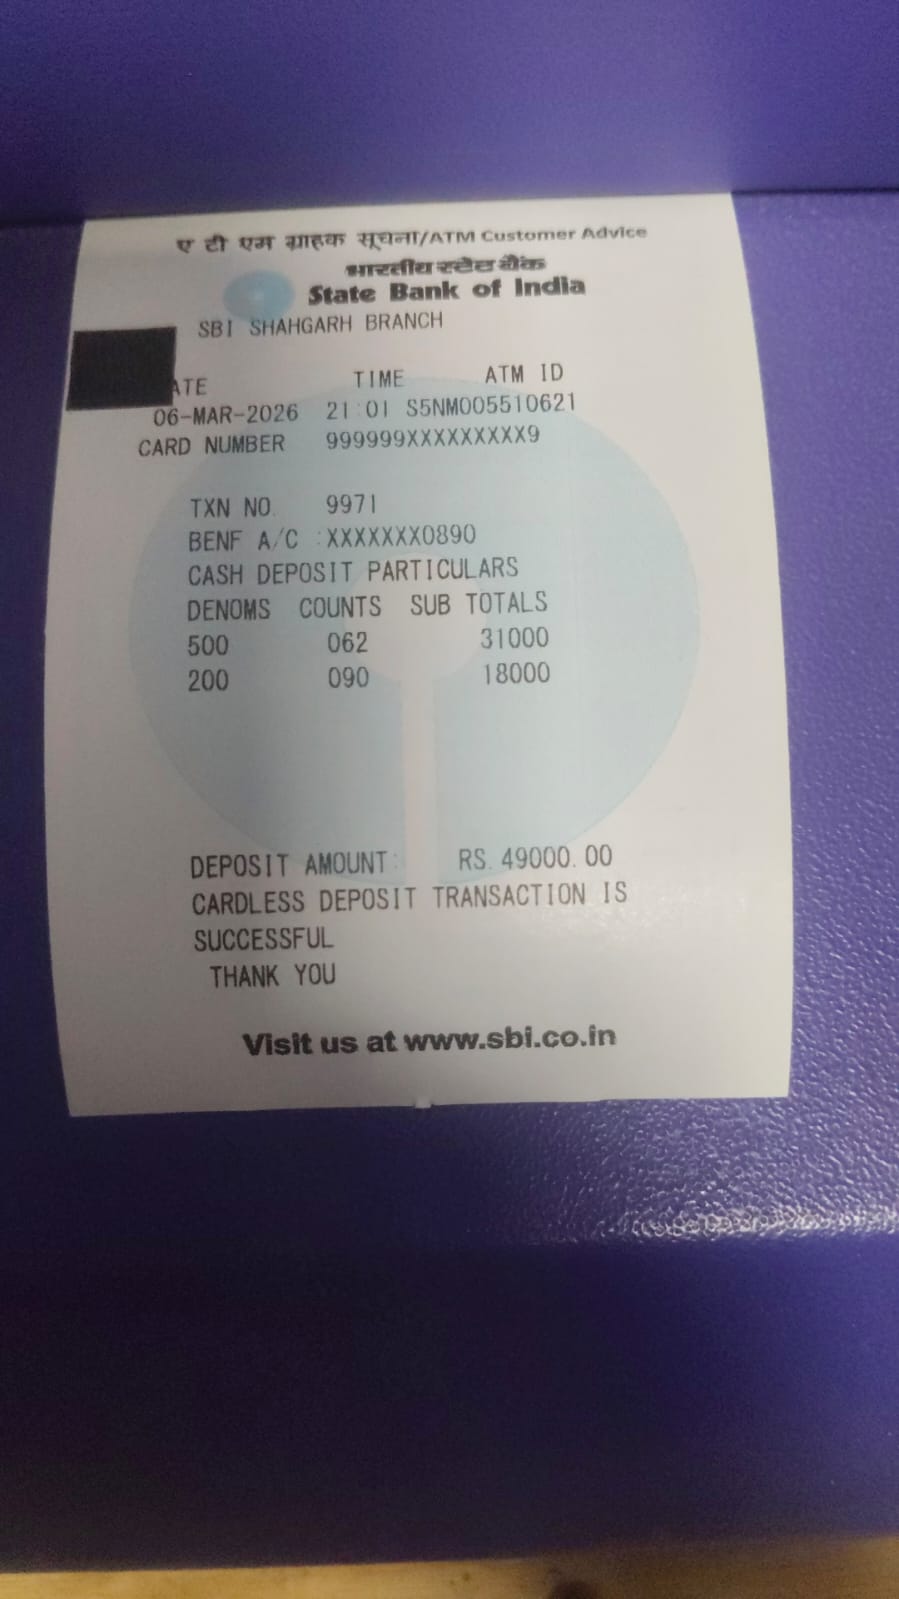 ए टी एम ग्राहक सूचना/ATM Customer Advice
भारतीय स्टेट बैंक
State Bank of India
SBI SHAHGARH BRANCH
ATE TIME ATM ID
06-MAR-2026 21:01 S5NM005510621
CARD NUMBER 999999XXXXXXXXX9
TXN NO. 9971
BENF A/C :XXXXXXX0890
CASH DEPOSIT PARTICULARS
DENOMS COUNTS SUB TOTALS
500 062 31000
200 090 18000
DEPOSIT AMOUNT: RS. 49000.00
CARDLESS DEPOSIT TRANSACTION IS
SUCCESSFUL
THANK YOU
Visit us at www.sbi.co.in